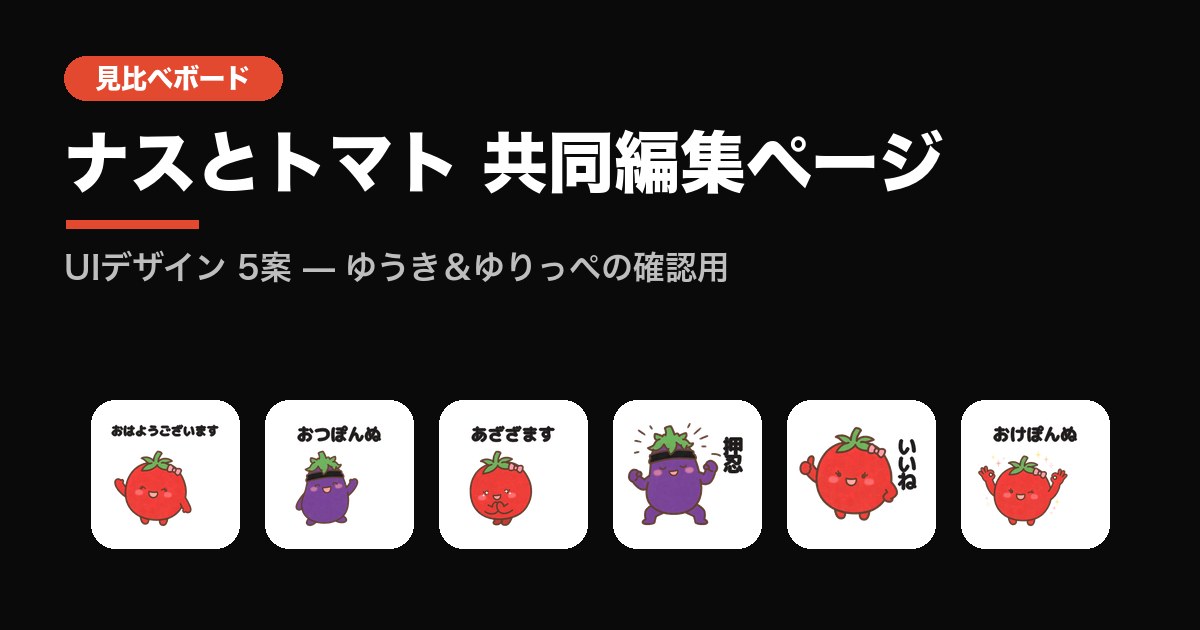 見比べボード
ナスとトマト 共同編集ページ
UIデザイン 5案 — ゆうき＆ゆりっぺの確認用
おはようございます
おつぽんぬ
あざざます
押忍
いいね
おけぽんぬ